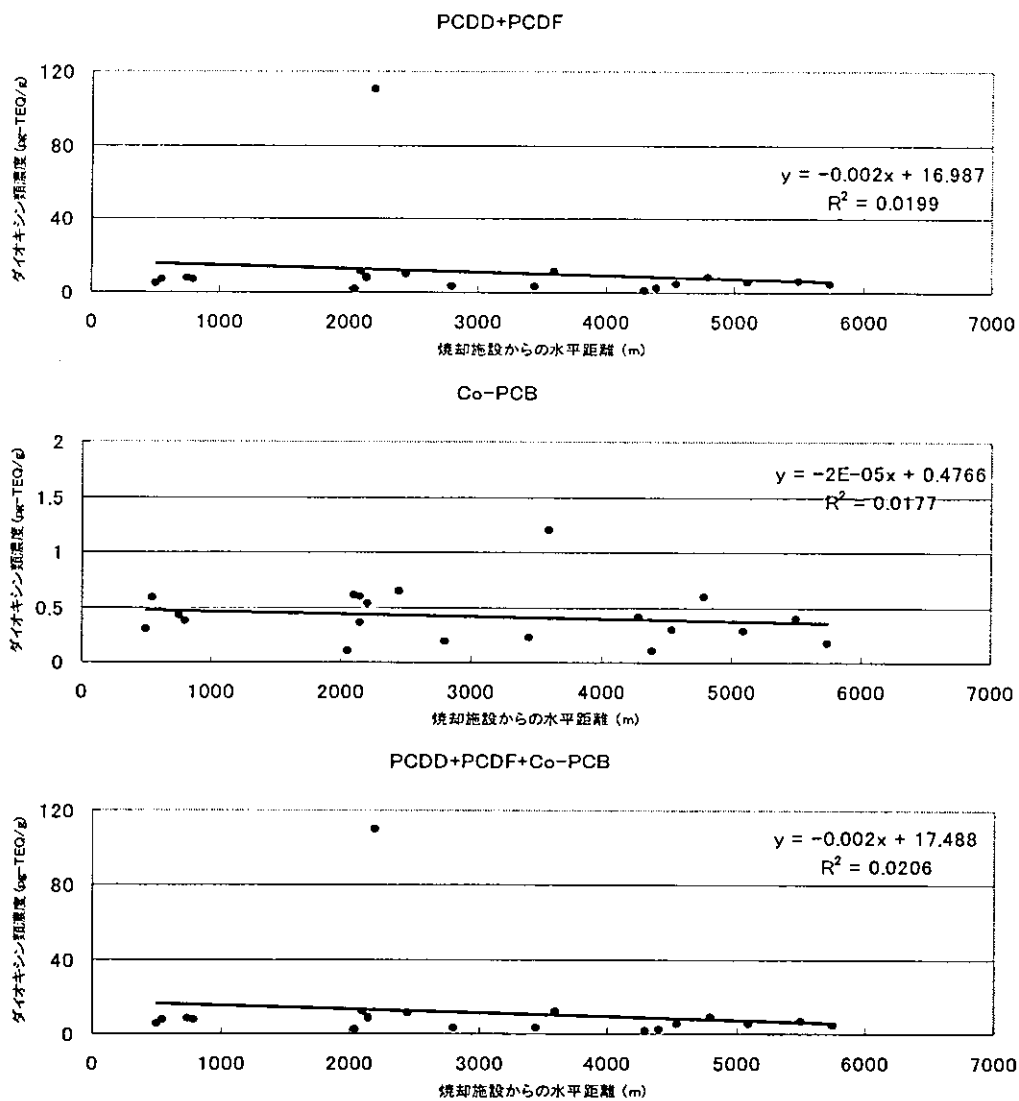 PCDD+PCDF
ダイオキシン類濃度(pg-TEQ/g)
120
80
40
0
y = -0.002x + 16.987
R² = 0.0199
0 1000 2000 3000 4000 5000 6000 7000
焼却施設からの水平距離 (m)
Co-PCB
ダイオキシン類濃度(pg-TEQ/g)
2
1.5
1
0.5
0
y = -2E-05x + 0.4766
R² = 0.0177
0 1000 2000 3000 4000 5000 6000 7000
焼却施設からの水平距離 (m)
PCDD+PCDF+Co-PCB
ダイオキシン類濃度(pg-TEQ/g)
120
80
40
0
y = -0.002x + 17.488
R² = 0.0206
0 1000 2000 3000 4000 5000 6000 7000
焼却施設からの水平距離 (m)